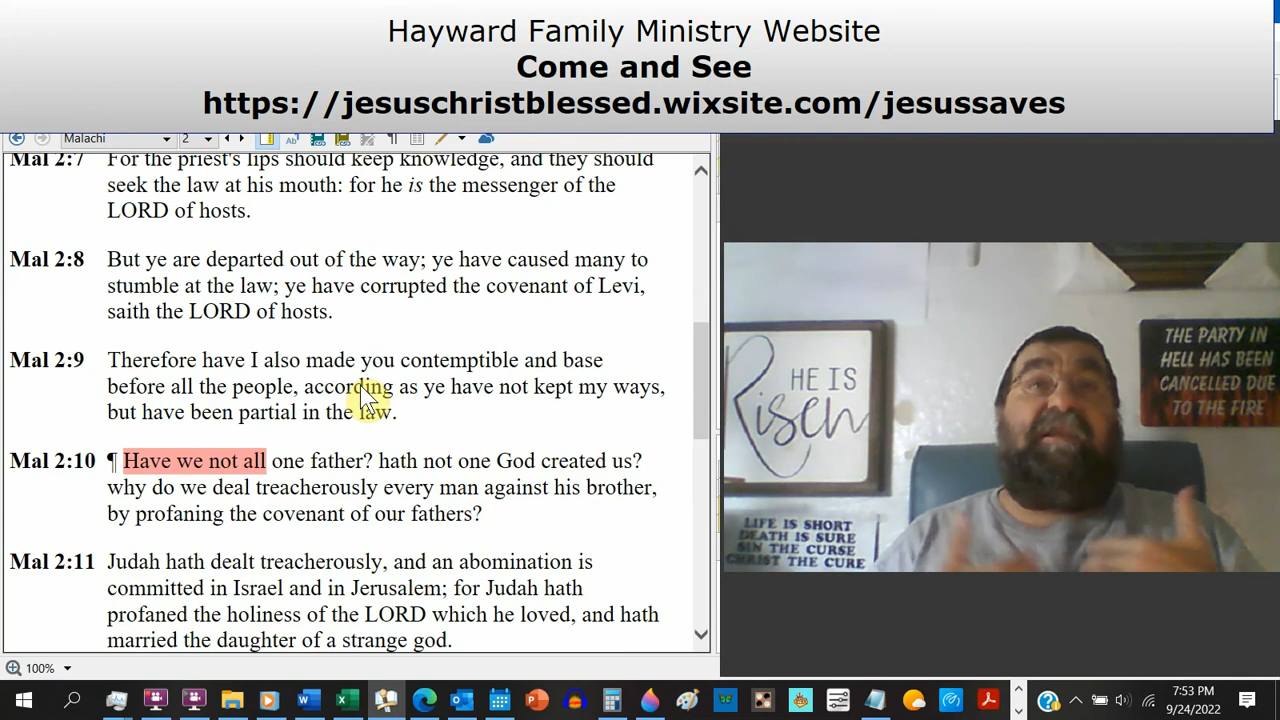 Hayward Family Ministry Website
Come and See
https://jesuschristblessed.wixsite.com/jesussaves
Malachi 2
Mal 2:7 For the priest's lips should keep knowledge, and they should
seek the law at his mouth: for he is the messenger of the
LORD of hosts.
Mal 2:8 But ye are departed out of the way; ye have caused many to
stumble at the law; ye have corrupted the covenant of Levi,
saith the LORD of hosts.
Mal 2:9 Therefore have I also made you contemptible and base
before all the people, according as ye have not kept my ways,
but have been partial in the law.
Mal 2:10 ¶ Have we not all one father? hath not one God created us?
why do we deal treacherously every man against his brother,
by profaning the covenant of our fathers?
Mal 2:11 Judah hath dealt treacherously, and an abomination is
committed in Israel and in Jerusalem; for Judah hath
profaned the holiness of the LORD which he loved, and hath
married the daughter of a strange god.
100%
HE IS
Risen
THE PARTY IN
HELL HAS BEEN
CANCELLED DUE
TO THE FIRE
LIFE IS SHORT
DEATH IS SURE
SIN THE CURSE
CHRIST THE CURE
7:53 PM
9/24/2022